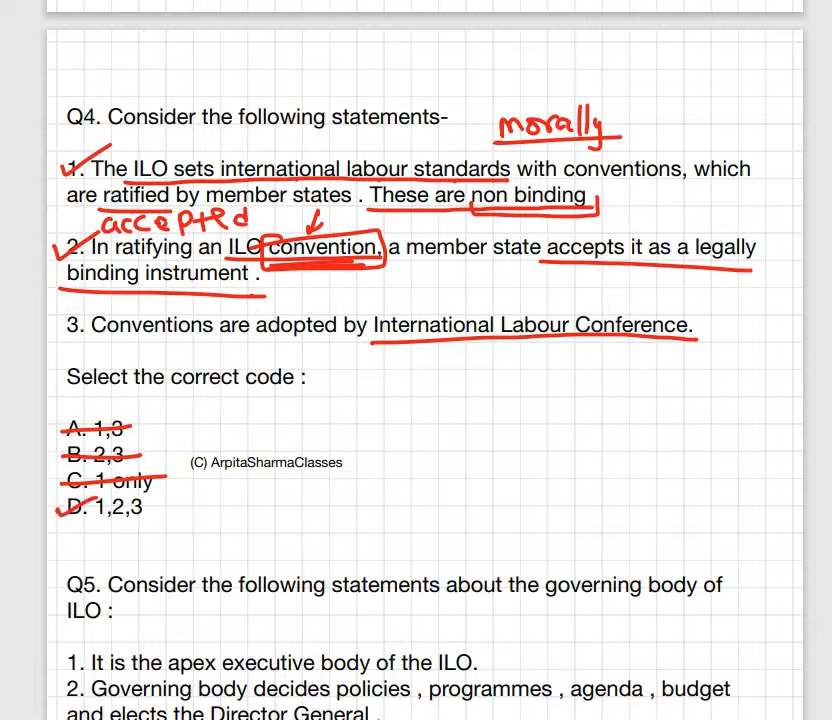 Q4. Consider the following statements-
morally
1. The ILO sets international labour standards with conventions, which
are ratified by member states . These are non binding
accepted
2. In ratifying an ILO convention, a member state accepts it as a legally
binding instrument .
3. Conventions are adopted by International Labour Conference.
Select the correct code :
A. 1,3
B. 2,3
(C) ArpitaSharmaClasses
C. 1 only
D. 1,2,3
Q5. Consider the following statements about the governing body of
ILO :
1. It is the apex executive body of the ILO.
2. Governing body decides policies , programmes , agenda , budget
and elects the Director General .